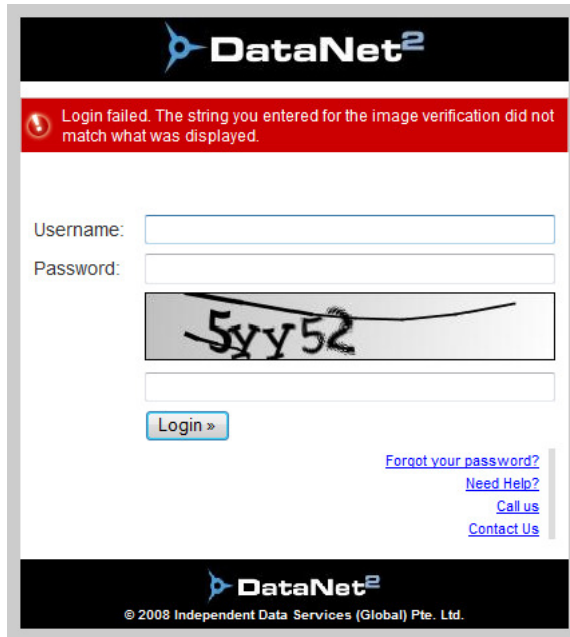 DataNet²
Login failed. The string you entered for the image verification did not
match what was displayed.
Username:
Password:
5yy52
Login »
Forgot your password?
Need Help?
Call us
Contact Us
DataNet²
© 2008 Independent Data Services (Global) Pte. Ltd.